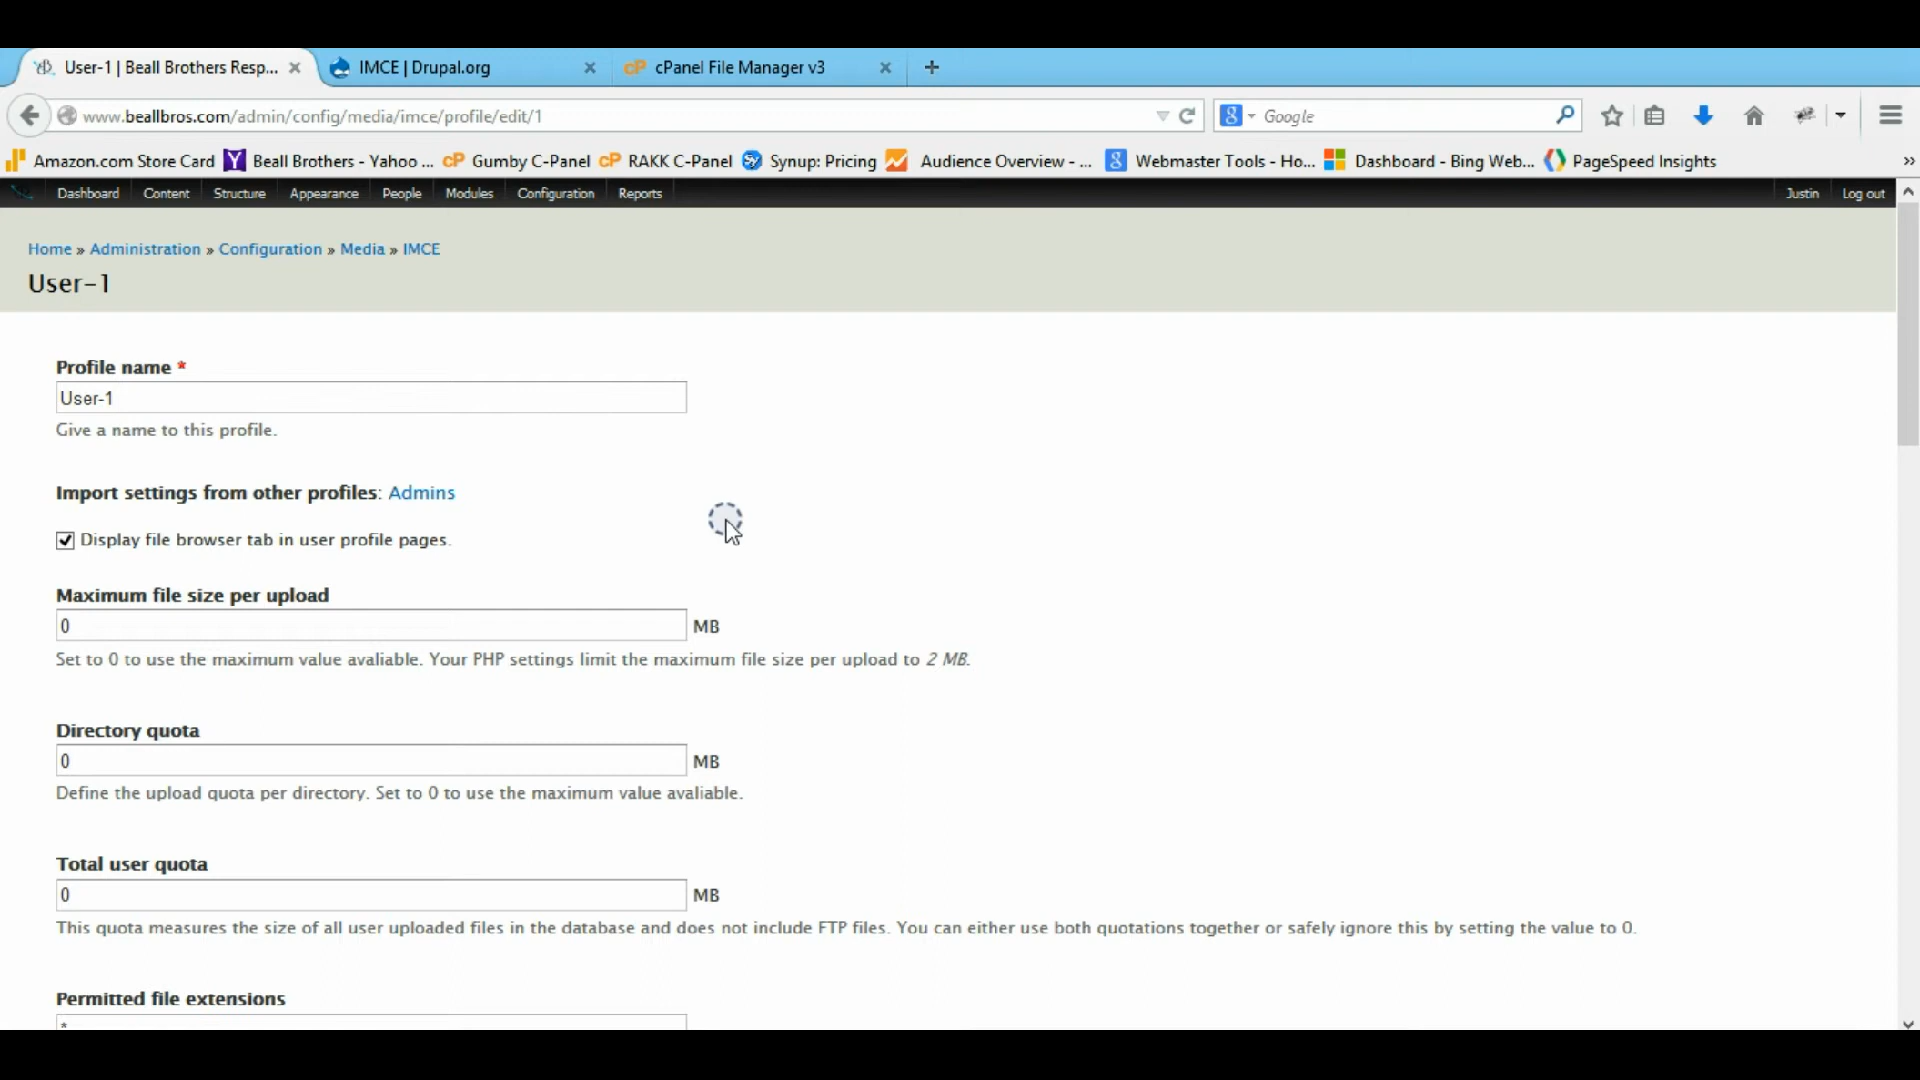 User-1 | Beall Brothers Resp...
IMCE | Drupal.org
cPanel File Manager v3
www.beallbros.com/admin/config/media/imce/profile/edit/1
Google
Amazon.com Store Card
Beall Brothers - Yahoo ...
Gumby C-Panel
RAKK C-Panel
Synup: Pricing
Audience Overview - ...
Webmaster Tools - Ho...
Dashboard - Bing Web...
PageSpeed Insights
Dashboard Content Structure Appearance People Modules Configuration Reports
Justin Log out
Home » Administration » Configuration » Media » IMCE
User-1
Profile name *
User-1
Give a name to this profile.
Import settings from other profiles: Admins
Display file browser tab in user profile pages.
Maximum file size per upload
0 MB
Set to 0 to use the maximum value avaliable. Your PHP settings limit the maximum file size per upload to 2 MB.
Directory quota
0 MB
Define the upload quota per directory. Set to 0 to use the maximum value avaliable.
Total user quota
0 MB
This quota measures the size of all user uploaded files in the database and does not include FTP files. You can either use both quotations together or safely ignore this by setting the value to 0.
Permitted file extensions
*